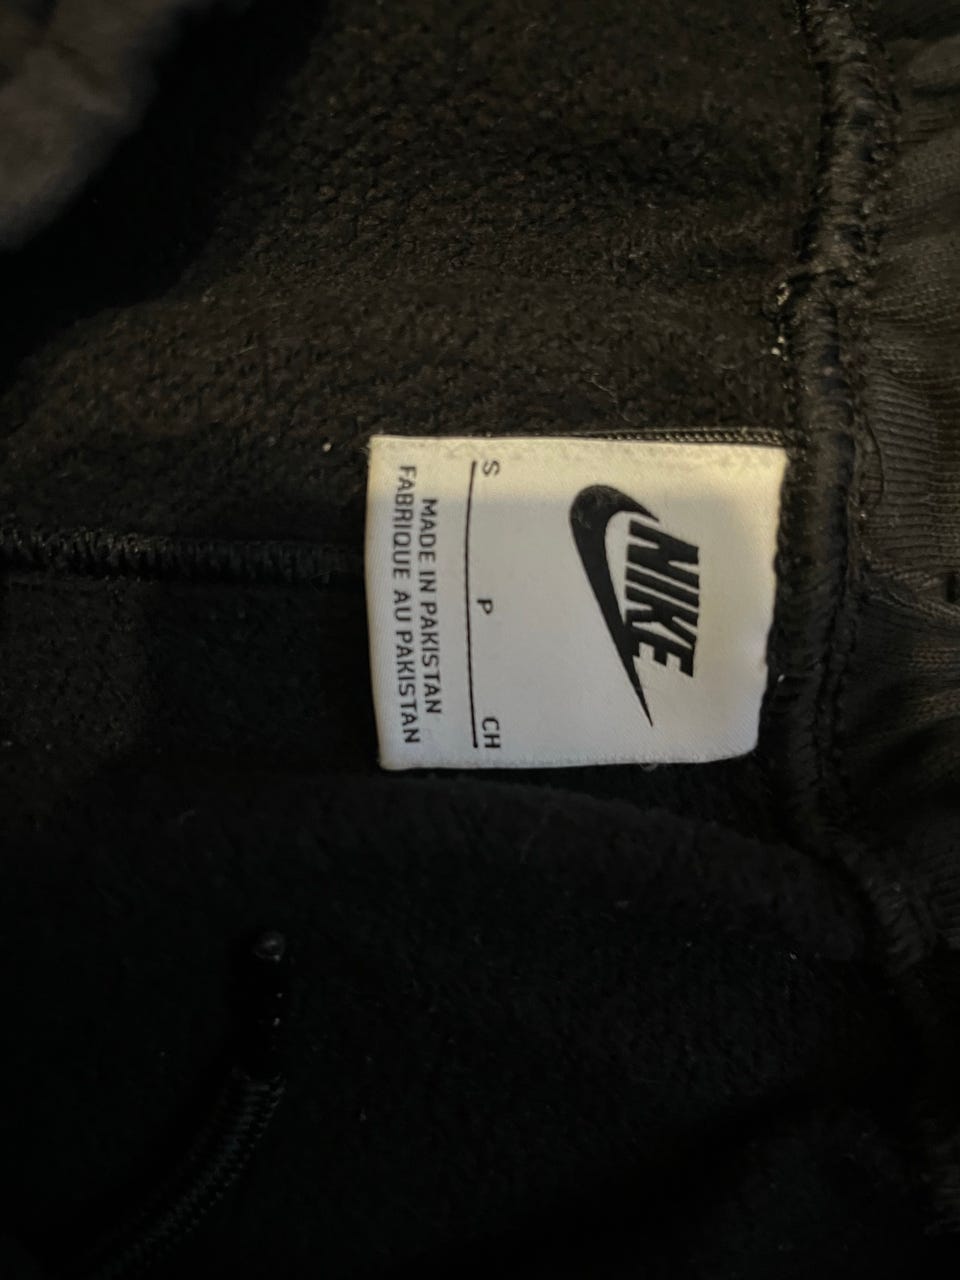 NIKE
S P CH
MADE IN PAKISTAN
FABRIQUE AU PAKISTAN